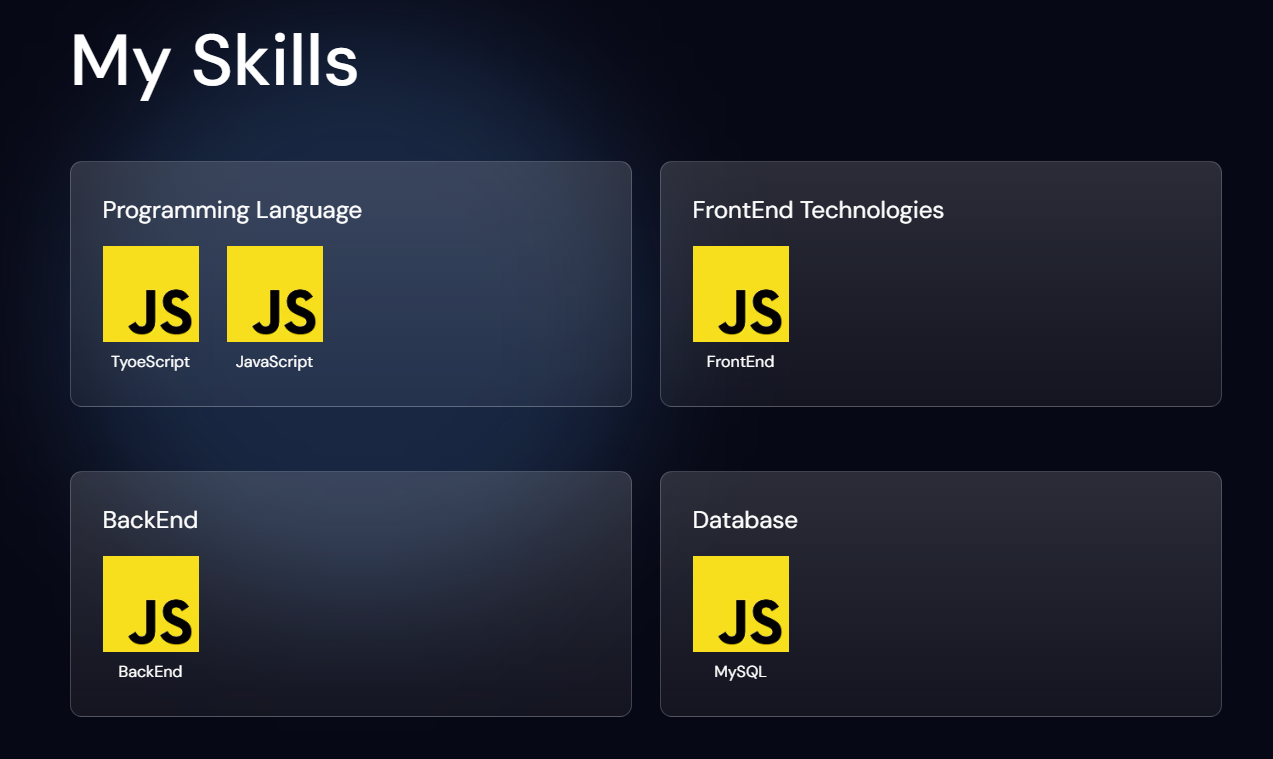 My Skills
Programming Language
JS JS
TyoeScript JavaScript
FrontEnd Technologies
JS
FrontEnd
BackEnd
JS
BackEnd
Database
JS
MySQL